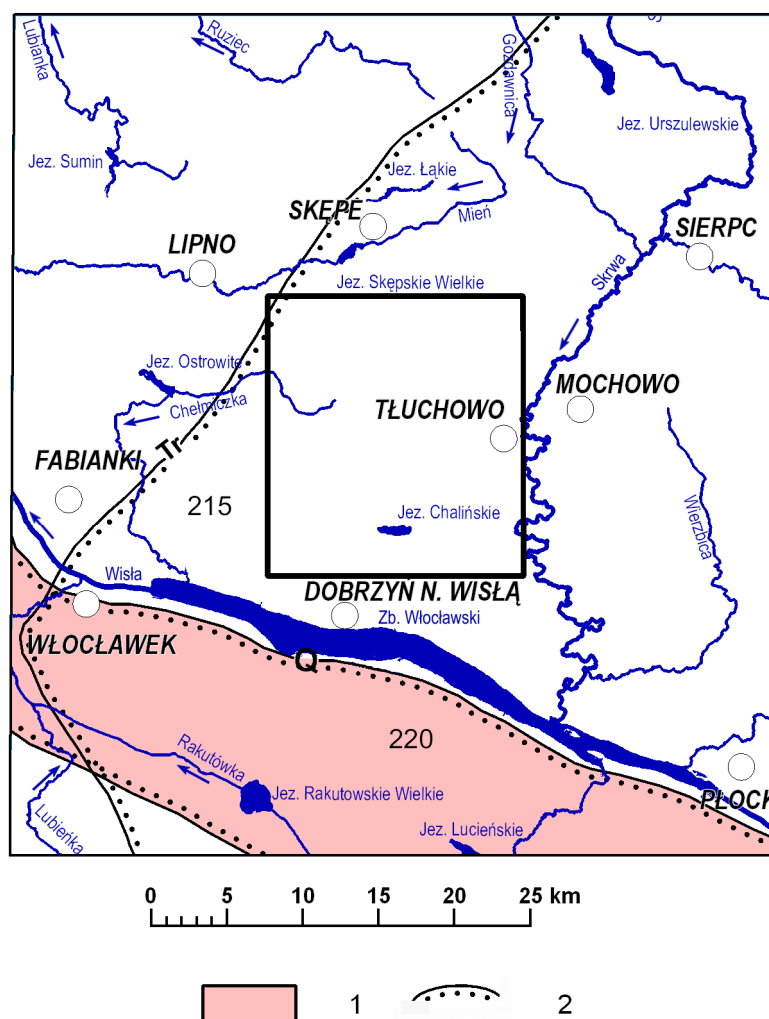 Lubianka
Ruziec
Gozdawnica
S
Jez. Urszulewskie
Jez. Sumin
Jez. Łąkie
SKĘPE
Mień
SIERPC
LIPNO
Skrwa
Jez. Skępskie Wielkie
Jez. Ostrowite
MOCHOWO
Chełmiczka
TŁUCHOWO
Tr
FABIANKI
215
Jez. Chalińskie
Wierzbica
Wisła
DOBRZYŃ N. WISŁĄ
Zb. Włocławski
WŁOCŁAWEK
Q
220
Rakutówka
Jez. Rakutowskie Wielkie
PŁOCK
Lubieńka
Jez. Lucieńskie
0 5 10 15 20 25 km
1 2